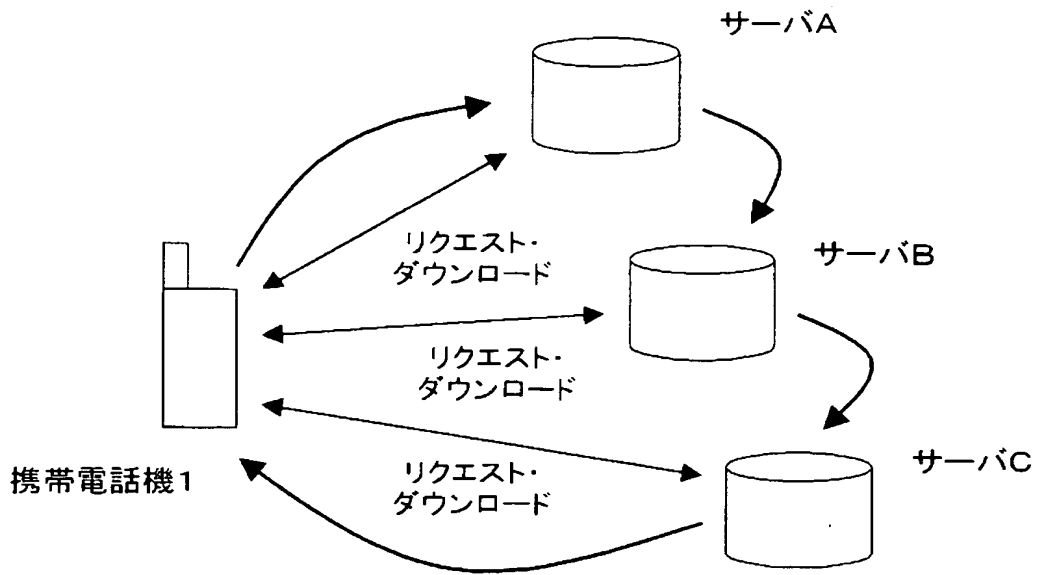 サーバA
リクエスト・
ダウンロード
サーバB
リクエスト・
ダウンロード
携帯電話機1
リクエスト・
ダウンロード
サーバC